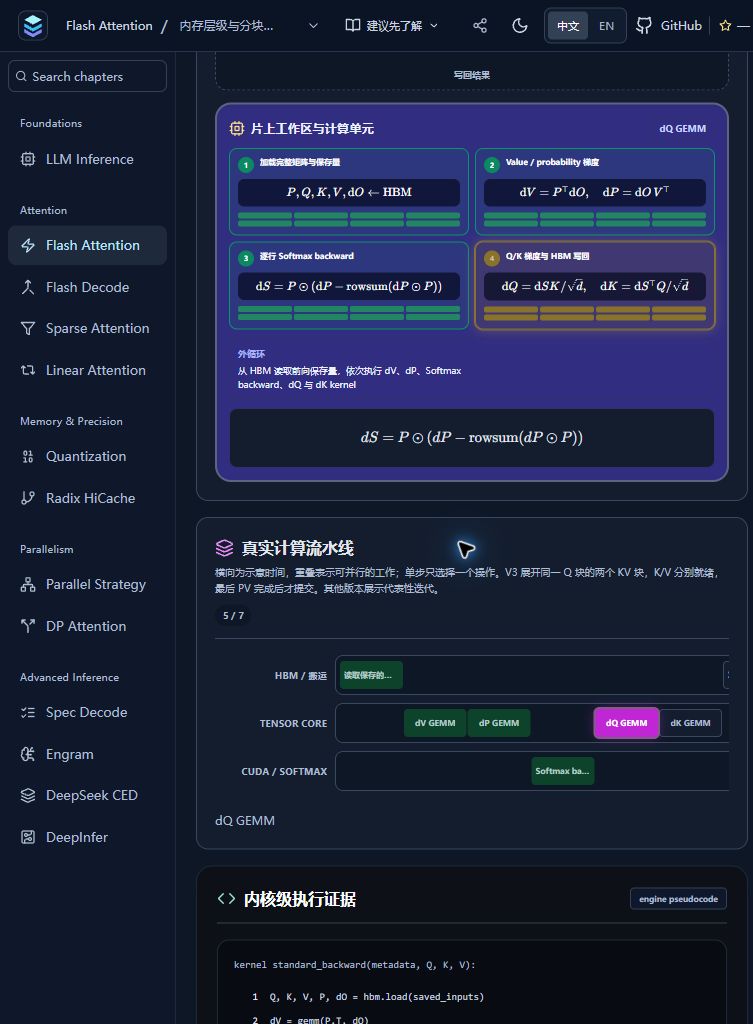 Flash Attention / 内存层级与分块...
建议先了解
中文
EN
GitHub
Search chapters
Foundations
LLM Inference
Attention
Flash Attention
Flash Decode
Sparse Attention
Linear Attention
Memory & Precision
Quantization
Radix HiCache
Parallelism
Parallel Strategy
DP Attention
Advanced Inference
Spec Decode
Engram
DeepSeek CED
DeepInfer
写回结果
片上工作区与计算单元
dQ GEMM
1 加载完整矩阵与保存量
P, Q, K, V, dO ← HBM
2 Value / probability 梯度
dV = P⊤dO, dP = dO V⊤
3 逐行 Softmax backward
dS = P ⊙ (dP − rowsum(dP ⊙ P))
4 Q/K 梯度与 HBM 写回
dQ = dSK/√d, dK = dS⊤Q/√d
外循环
从 HBM 读取前向保存量，依次执行 dV、dP、Softmax
backward、dQ 与 dK kernel
dS = P ⊙ (dP − rowsum(dP ⊙ P))
真实计算流水线
横向为示意时间，重叠表示可并行的工作；单步只选择一个操作。V3 展开同一 Q 块的两个 KV 块，K/V 分别就绪，
最后 PV 完成后才提交。其他版本展示代表性迭代。
5 / 7
HBM / 搬运
读取保存的...
TENSOR CORE
dV GEMM
dP GEMM
dQ GEMM
dK GEMM
CUDA / SOFTMAX
Softmax ba...
dQ GEMM
内核级执行证据
engine pseudocode
kernel standard_backward(metadata, Q, K, V):
1 Q, K, V, P, dO = hbm.load(saved_inputs)
2 dV = gemm(P.T, dO)